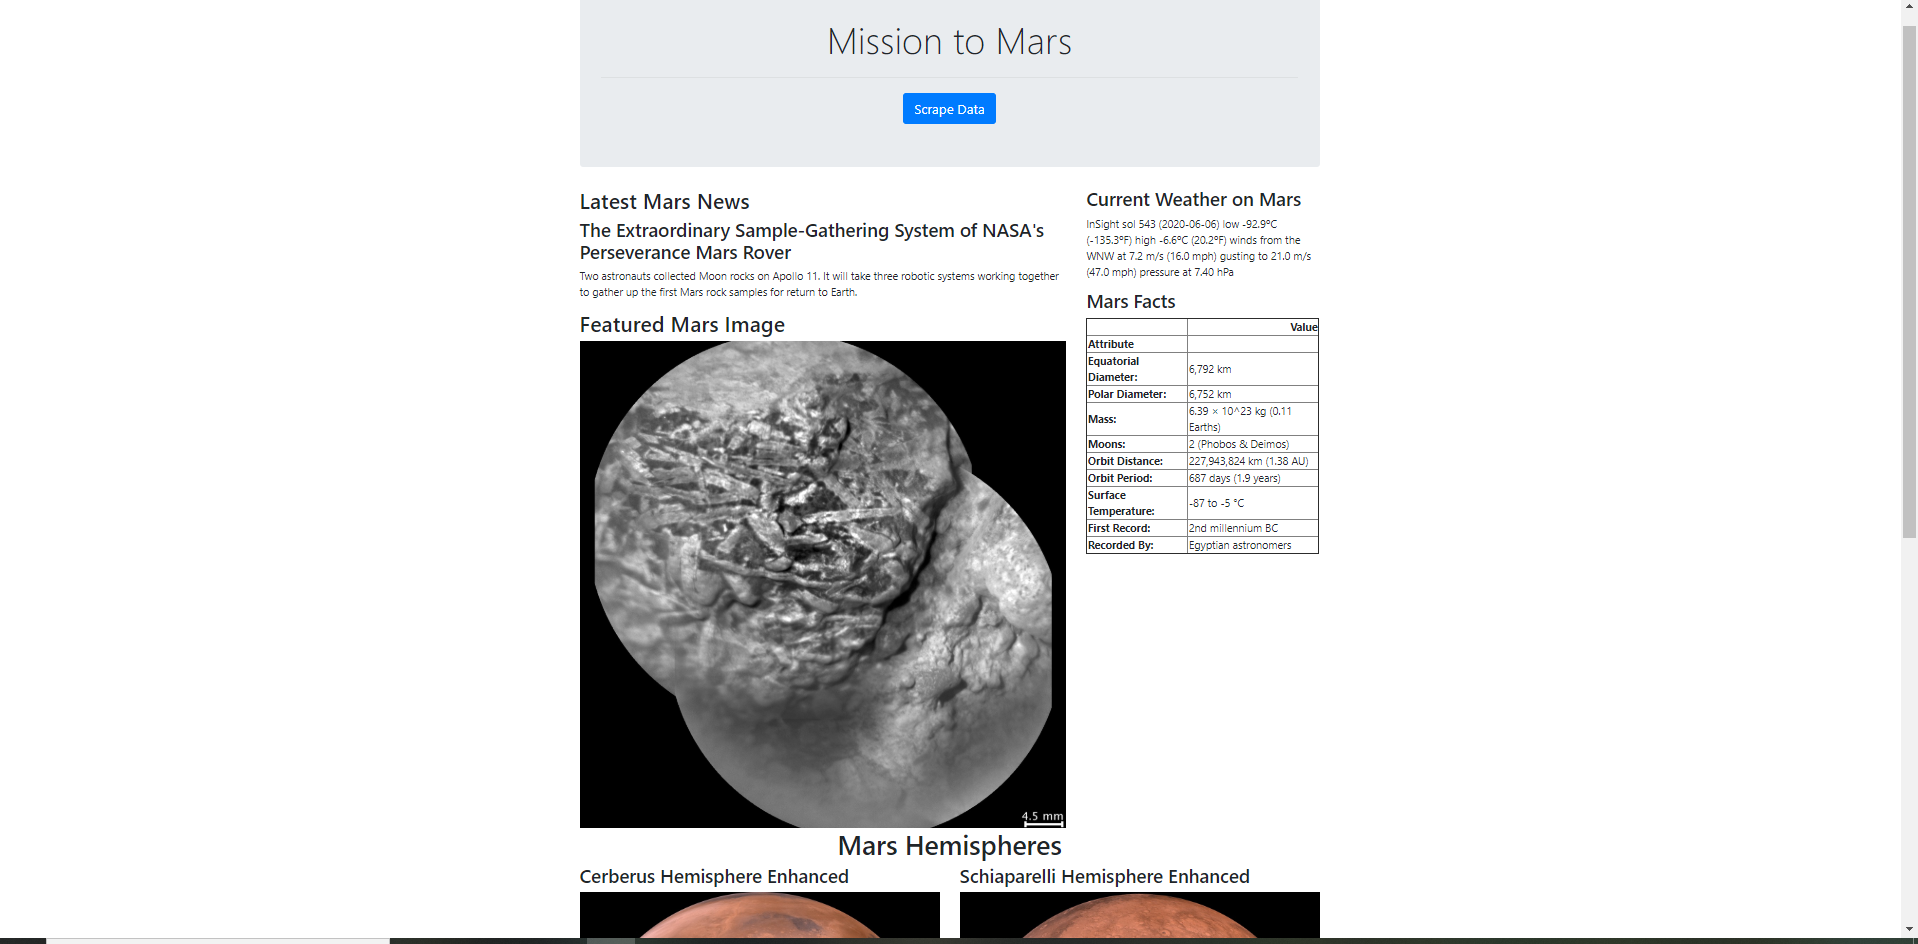 Mission to Mars
Scrape Data
Latest Mars News
The Extraordinary Sample-Gathering System of NASA's
Perseverance Mars Rover
Two astronauts collected Moon rocks on Apollo 11. It will take three robotic systems working together
to gather up the first Mars rock samples for return to Earth.
Featured Mars Image
4.5 mm
Current Weather on Mars
InSight sol 543 (2020-06-06) low -92.9ºC
(-135.3ºF) high -6.6ºC (20.2ºF) winds from the
WNW at 7.2 m/s (16.0 mph) gusting to 21.0 m/s
(47.0 mph) pressure at 7.40 hPa
Mars Facts
Value
Attribute
Equatorial
Diameter: 6,792 km
Polar Diameter: 6,752 km
Mass: 6.39 × 10^23 kg (0.11
Earths)
Moons: 2 (Phobos & Deimos)
Orbit Distance: 227,943,824 km (1.38 AU)
Orbit Period: 687 days (1.9 years)
Surface
Temperature: -87 to -5 °C
First Record: 2nd millennium BC
Recorded By: Egyptian astronomers
Mars Hemispheres
Cerberus Hemisphere Enhanced
Schiaparelli Hemisphere Enhanced